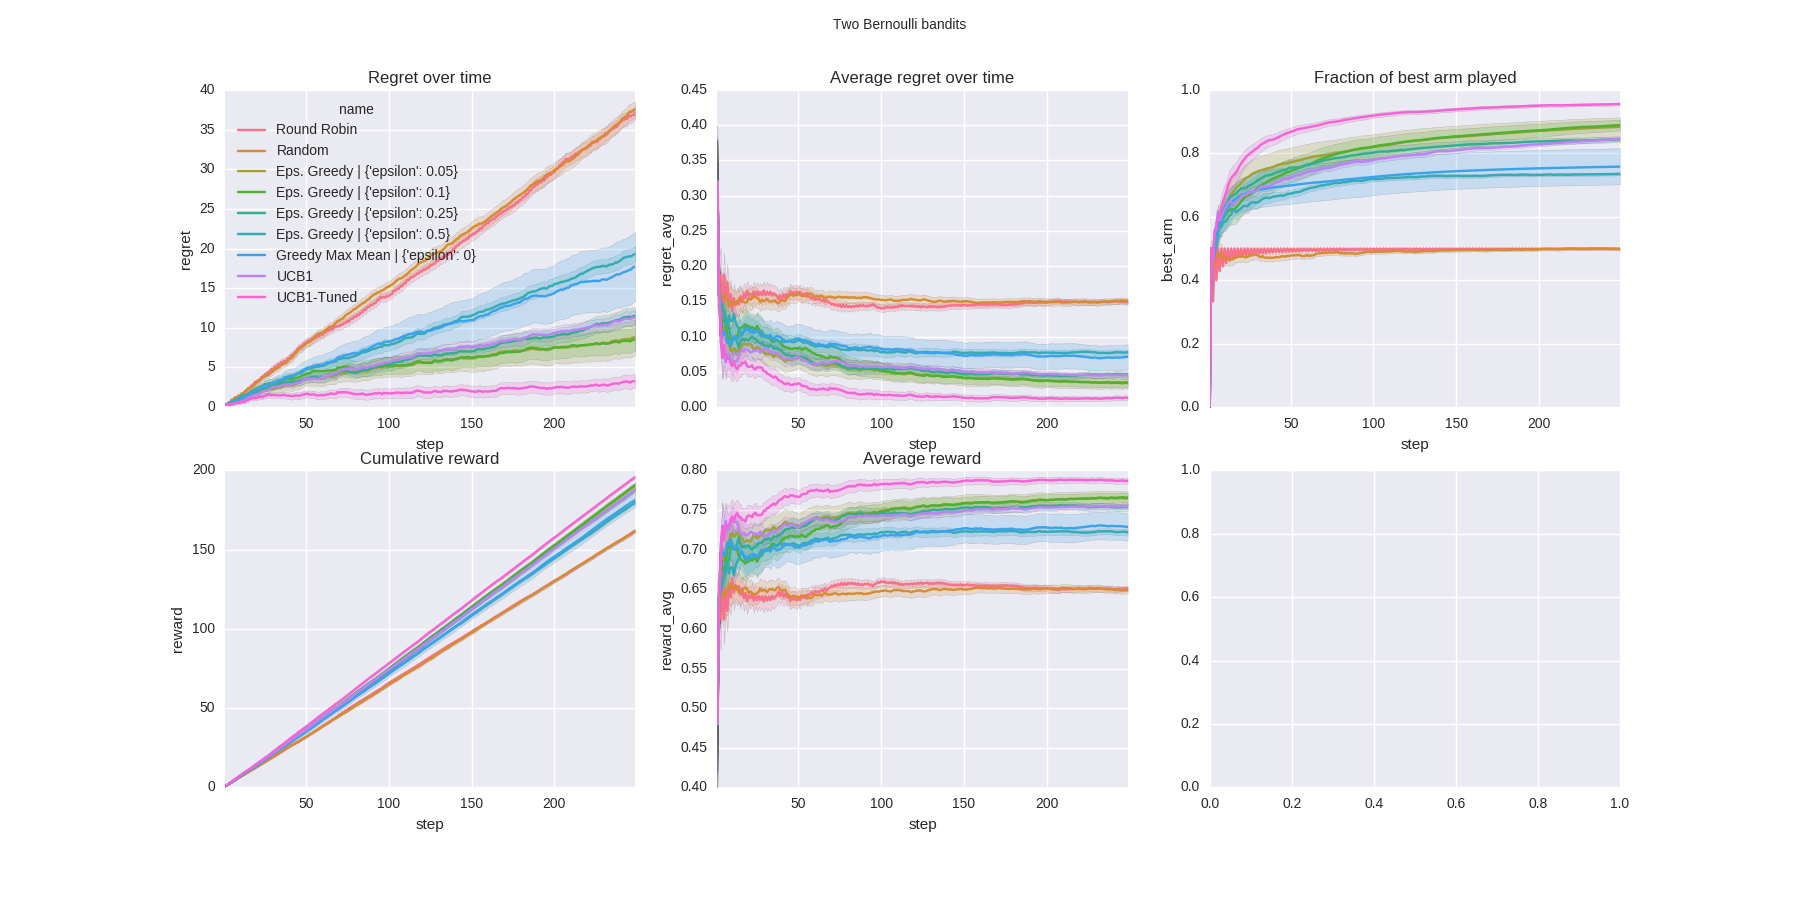 Two Bernoulli bandits
Regret over time
40
35
30
25
20
15
10
5
0
regret
name
Round Robin
Random
Eps. Greedy | {'epsilon': 0.05}
Eps. Greedy | {'epsilon': 0.1}
Eps. Greedy | {'epsilon': 0.25}
Eps. Greedy | {'epsilon': 0.5}
Greedy Max Mean | {'epsilon': 0}
UCB1
UCB1-Tuned
50 100 150 200
step
Average regret over time
0.45
0.40
0.35
0.30
0.25
0.20
0.15
0.10
0.05
0.00
regret_avg
50 100 150 200
step
Fraction of best arm played
1.0
0.8
0.6
0.4
0.2
0.0
best_arm
50 100 150 200
step
Cumulative reward
200
150
100
50
0
reward
50 100 150 200
step
Average reward
0.80
0.75
0.70
0.65
0.60
0.55
0.50
0.45
0.40
reward_avg
50 100 150 200
step
1.0
0.8
0.6
0.4
0.2
0.0
0.0 0.2 0.4 0.6 0.8 1.0